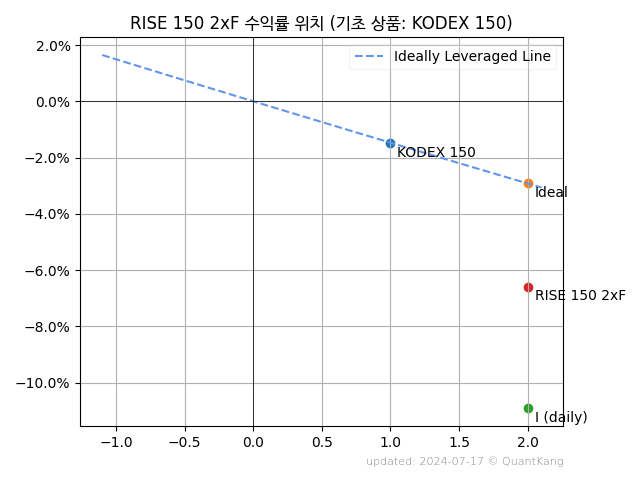 RISE 150 2xF 수익률 위치 (기초 상품: KODEX 150)
2.0%
0.0%
−2.0%
−4.0%
−6.0%
−8.0%
−10.0%
Ideally Leveraged Line
KODEX 150
Ideal
RISE 150 2xF
I (daily)
−1.0 −0.5 0.0 0.5 1.0 1.5 2.0
updated: 2024-07-17 © QuantKang